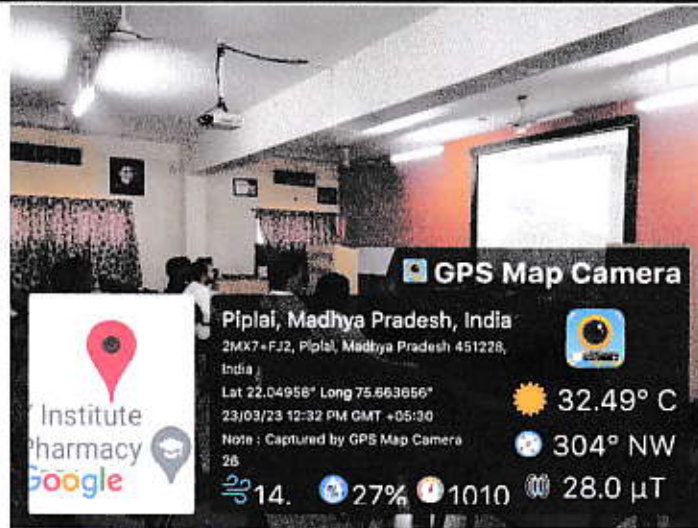 GPS Map Camera
Piplai, Madhya Pradesh, India
2MX7+FJ2, Piplai, Madhya Pradesh 451228,
India
Lat 22.04958° Long 75.663656°
23/03/23 12:32 PM GMT +05:30
Note : Captured by GPS Map Camera
26
Institute
Pharmacy
Google
32.49° C
304° NW
14.
27%
1010
28.0 µT